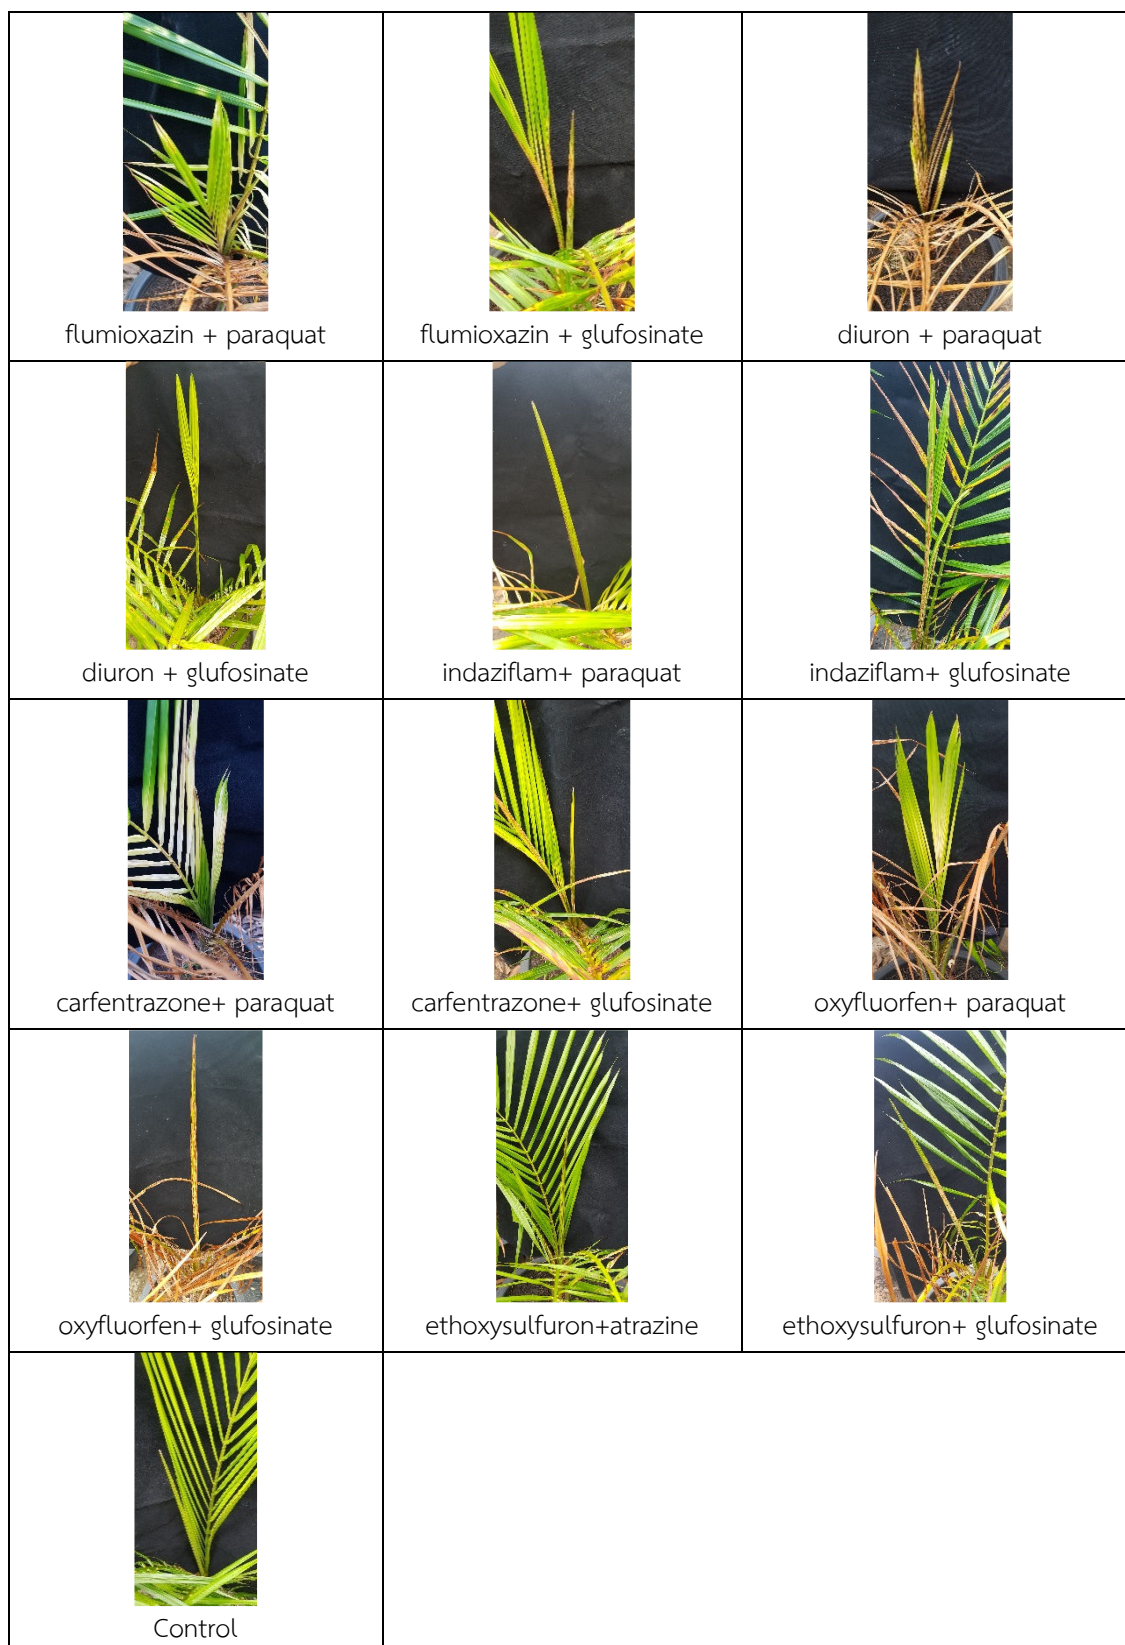 flumioxazin + paraquat
flumioxazin + glufosinate
diuron + paraquat
diuron + glufosinate
indaziflam+ paraquat
indaziflam+ glufosinate
carfentrazone+ paraquat
carfentrazone+ glufosinate
oxyfluorfen+ paraquat
oxyfluorfen+ glufosinate
ethoxysulfuron+atrazine
ethoxysulfuron+ glufosinate
Control